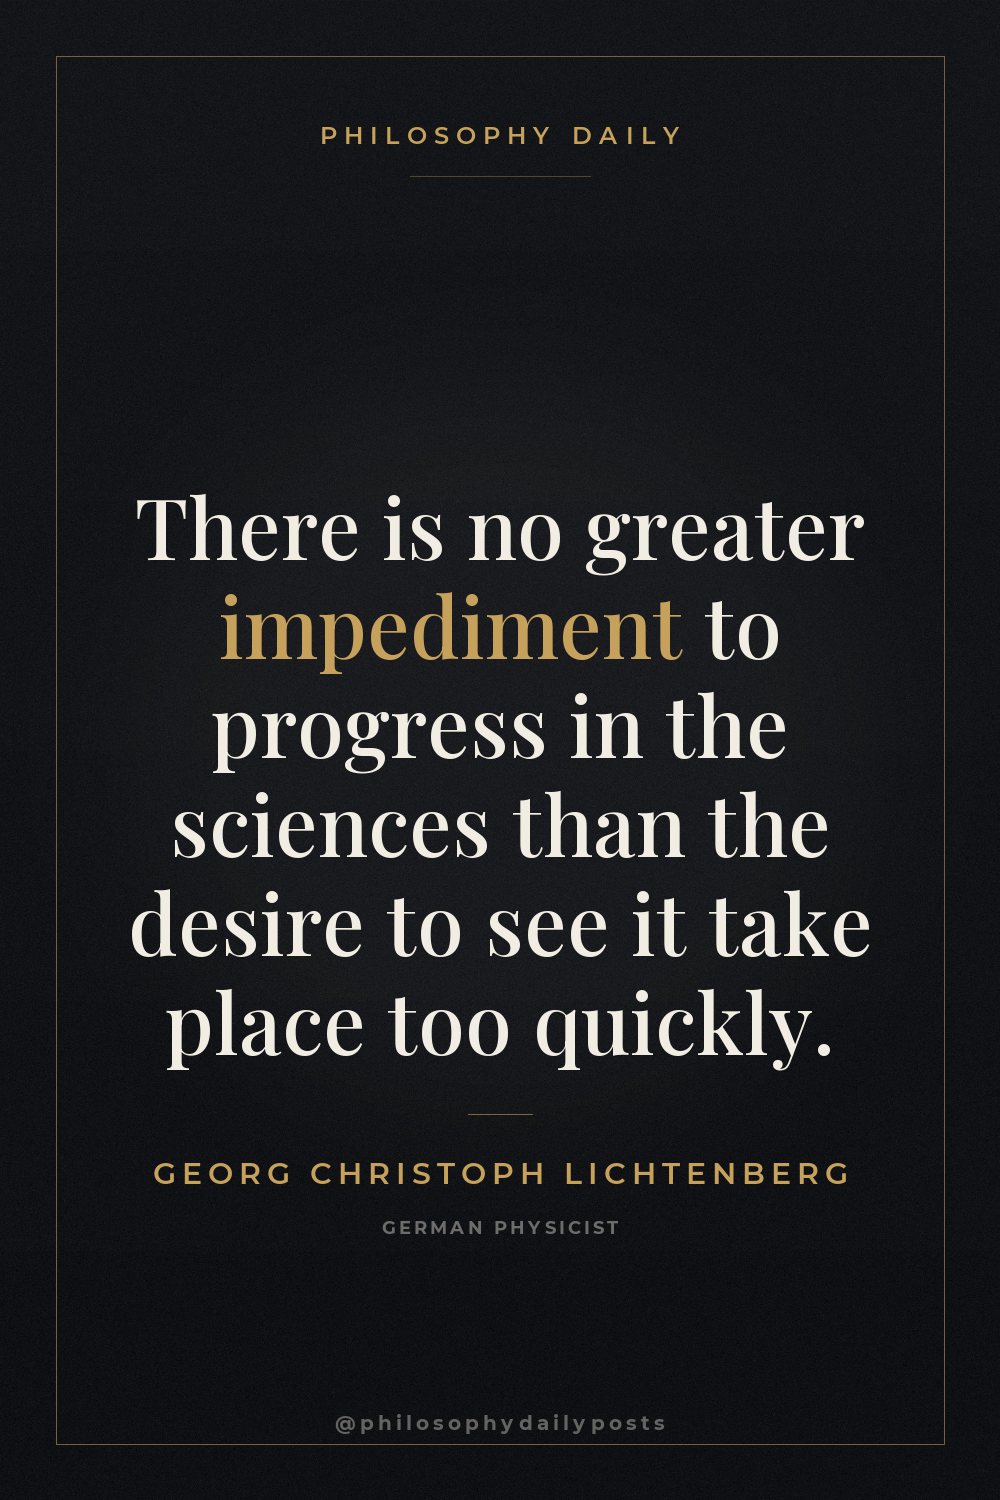 PHILOSOPHY DAILY
There is no greater
impediment to
progress in the
sciences than the
desire to see it take
place too quickly.
GEORG CHRISTOPH LICHTENBERG
GERMAN PHYSICIST
@philosophydailyposts